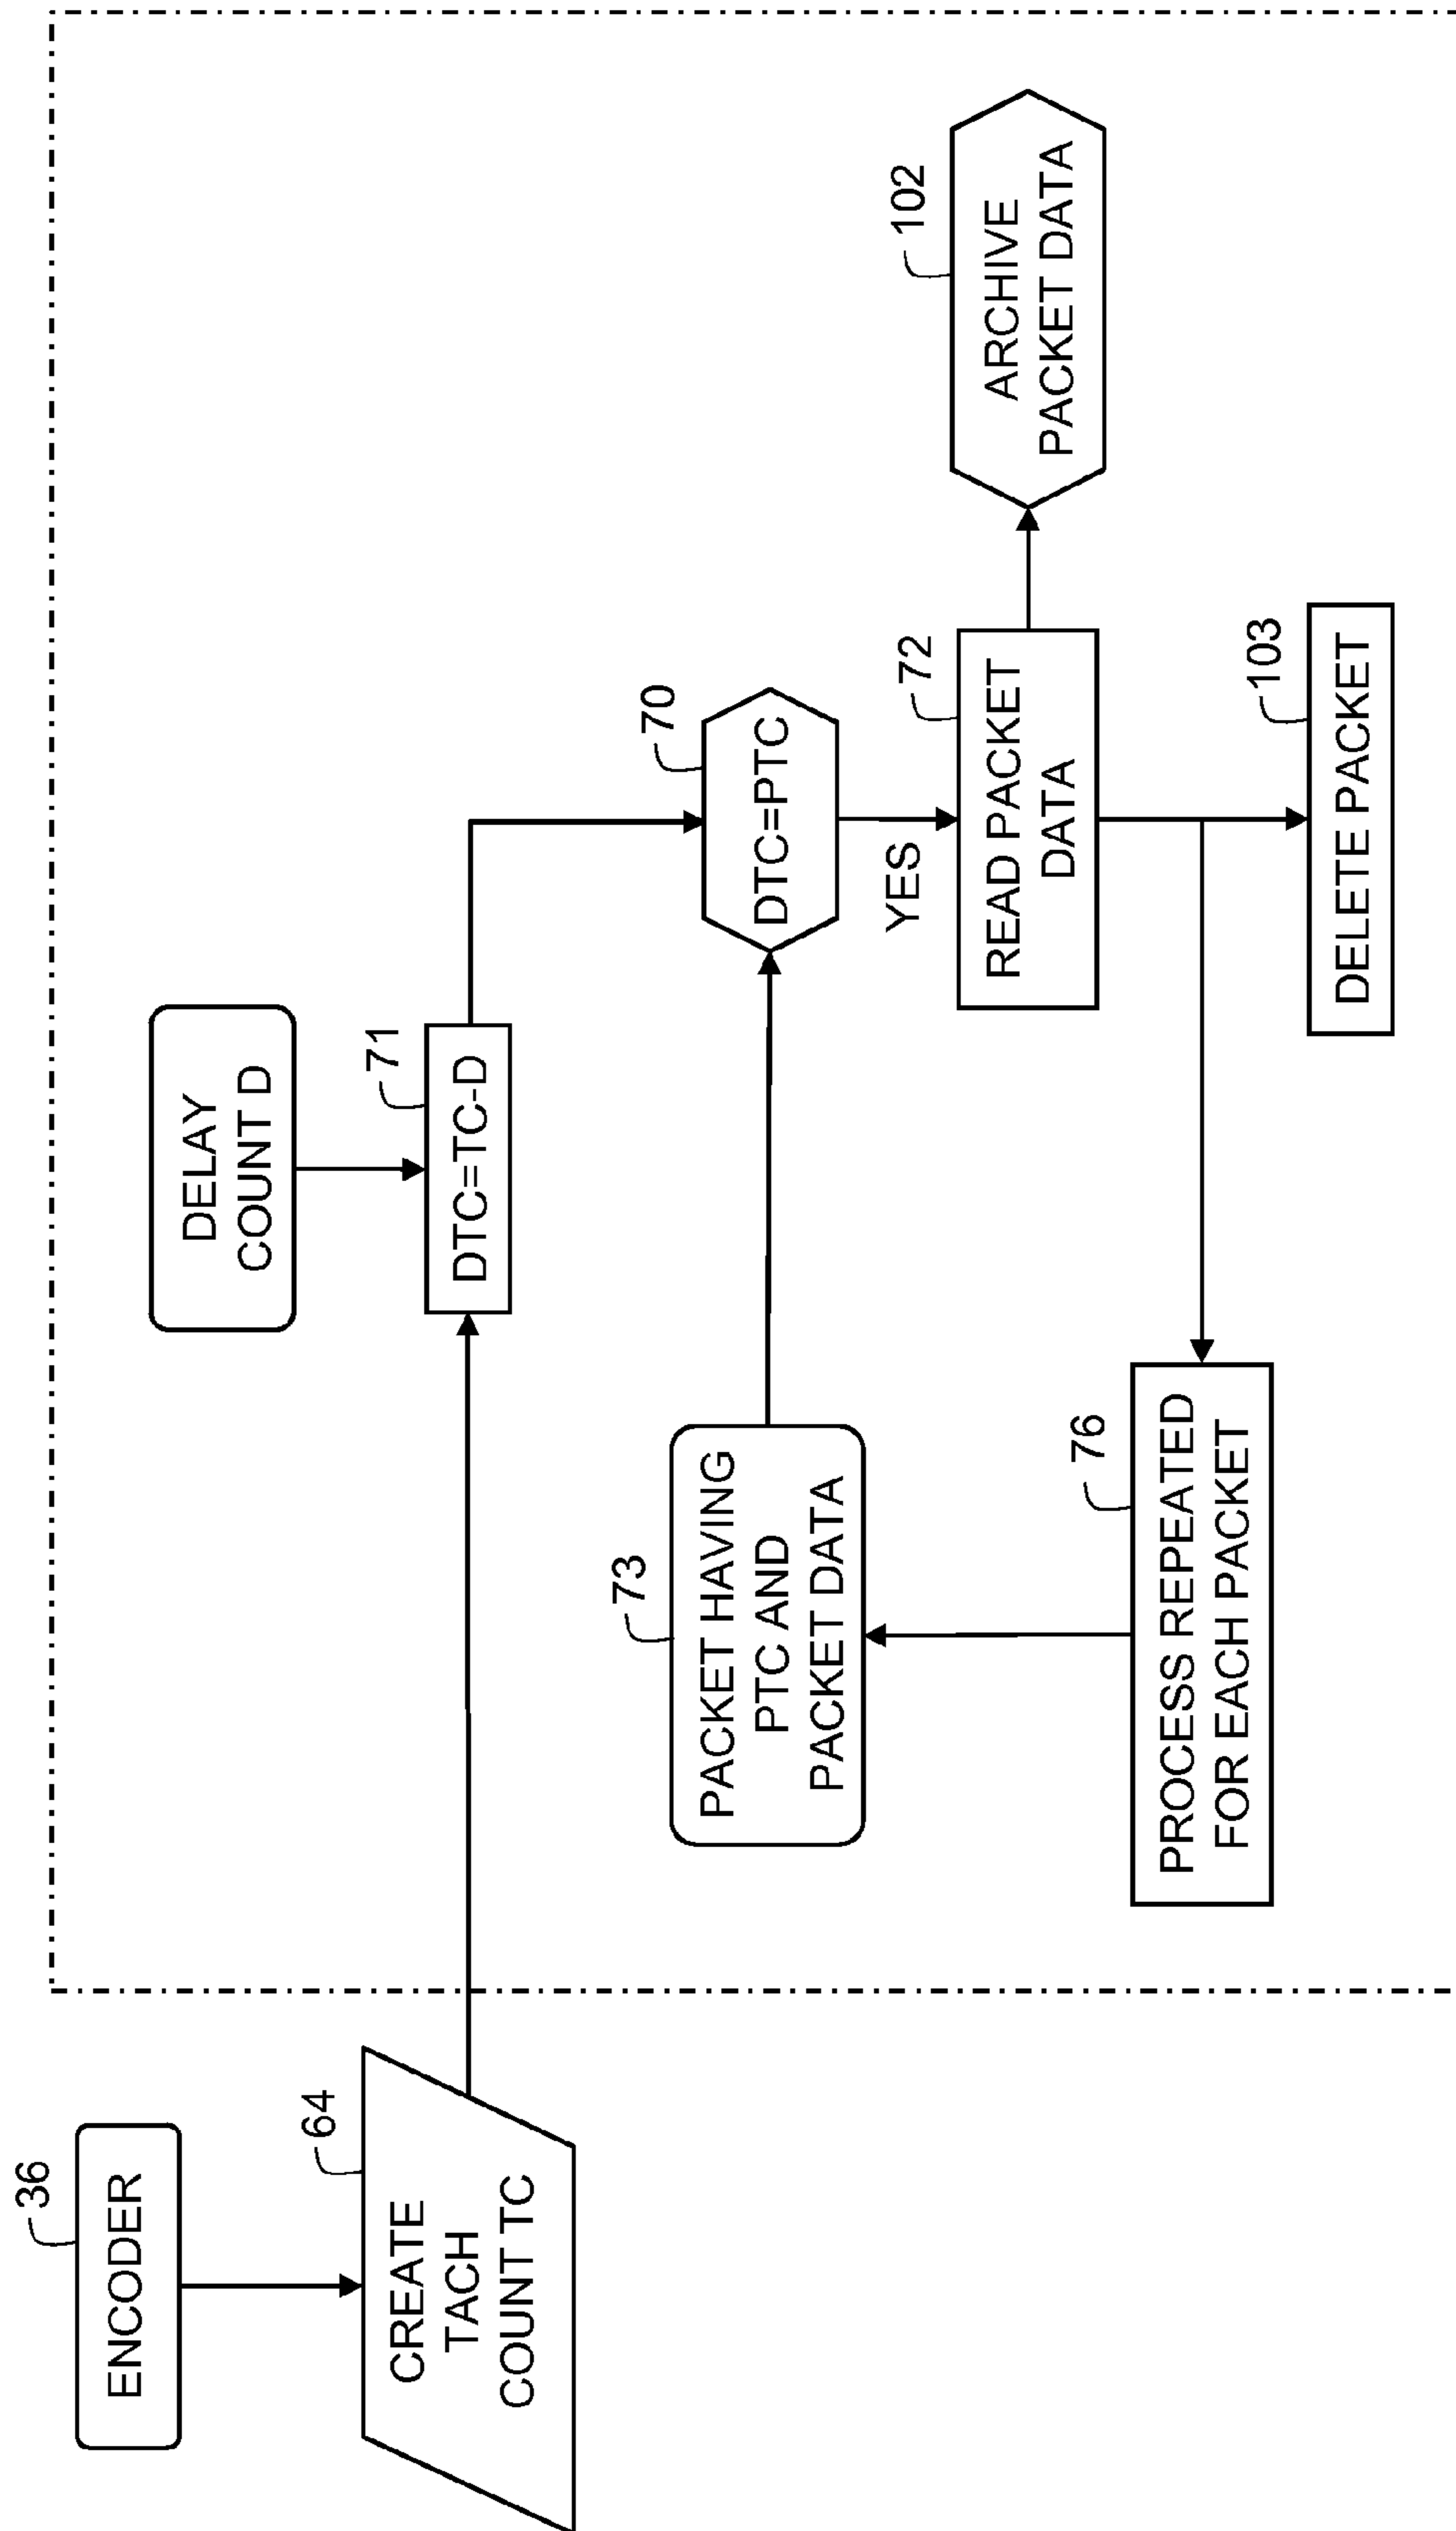 36
ENCODER
64
CREATE
TACH
COUNT TC
DELAY
COUNT D
71
DTC=TC-D
73
PACKET HAVING
PTC AND
PACKET DATA
70
DTC=PTC
YES
72
READ PACKET
DATA
102
ARCHIVE
PACKET DATA
76
PROCESS REPEATED
FOR EACH PACKET
103
DELETE PACKET